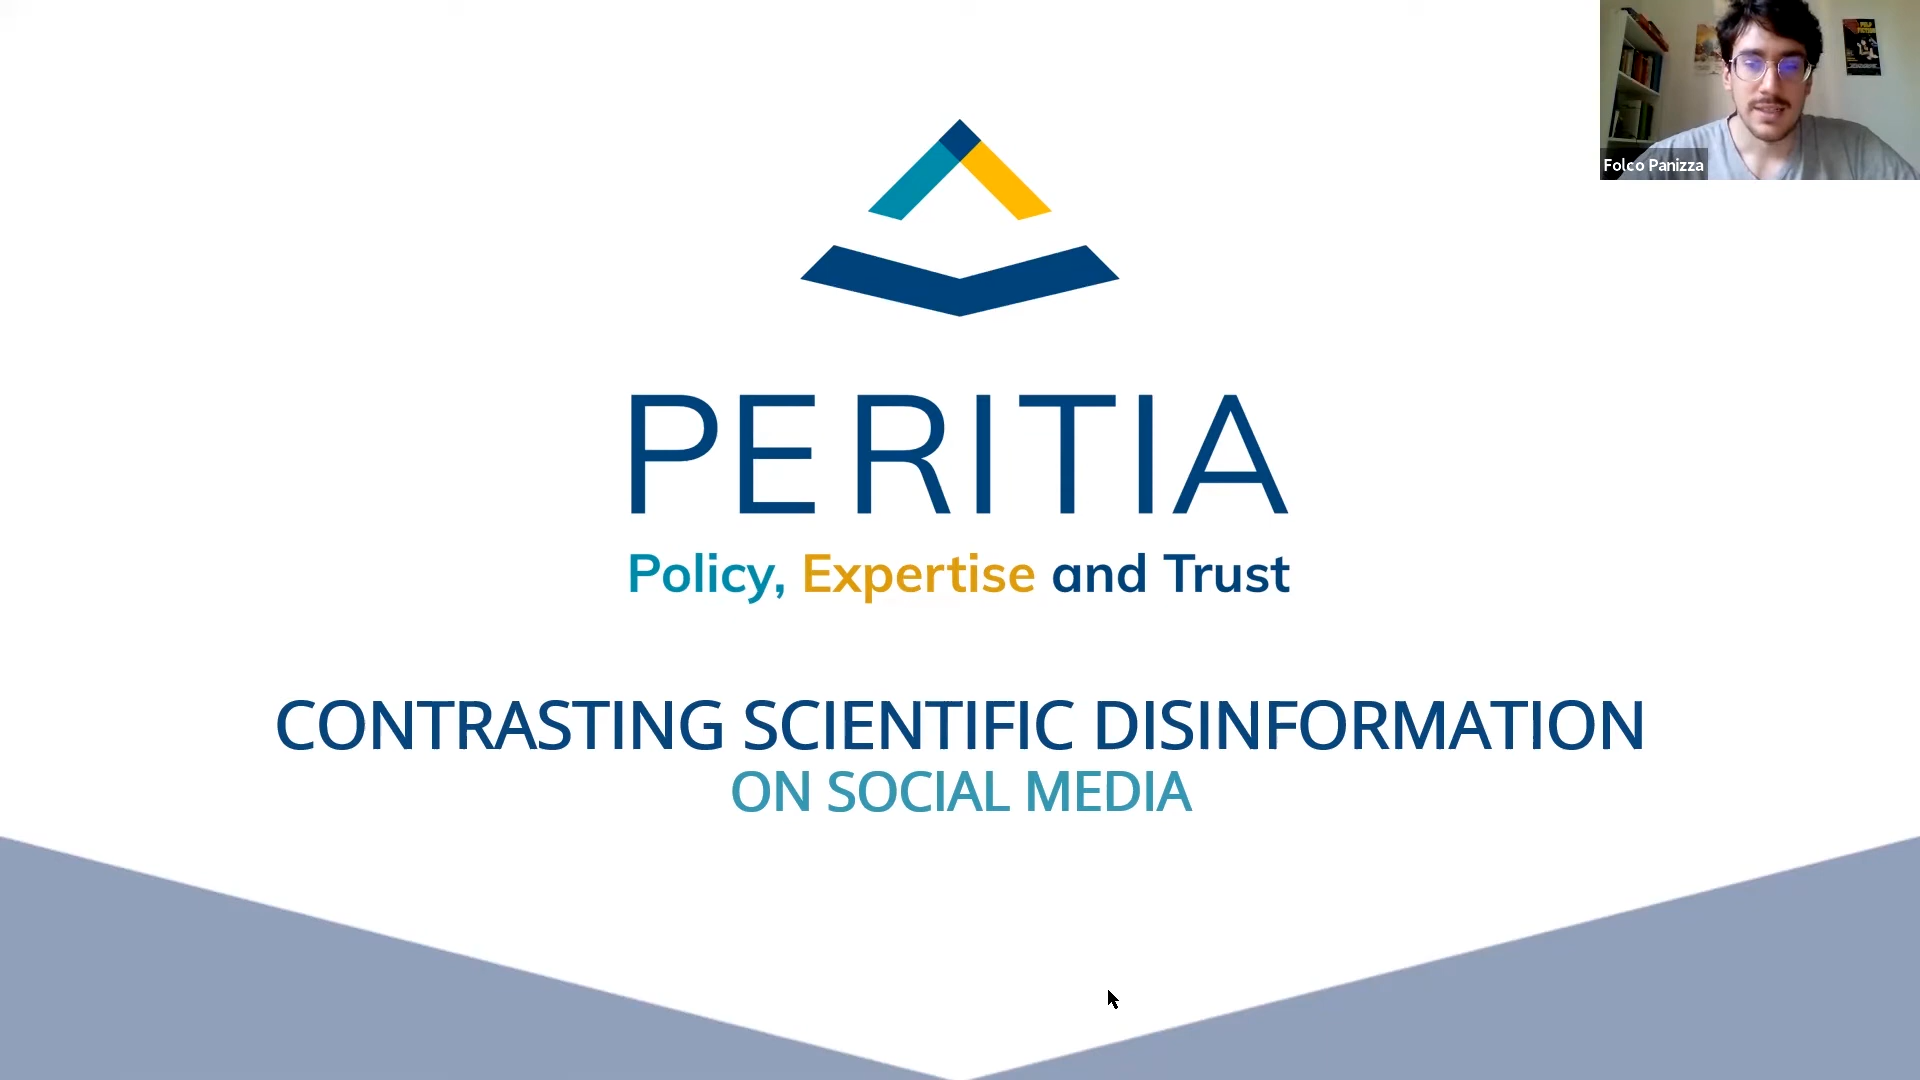 Folco Panizza
PERITIA
Policy, Expertise and Trust
CONTRASTING SCIENTIFIC DISINFORMATION
ON SOCIAL MEDIA